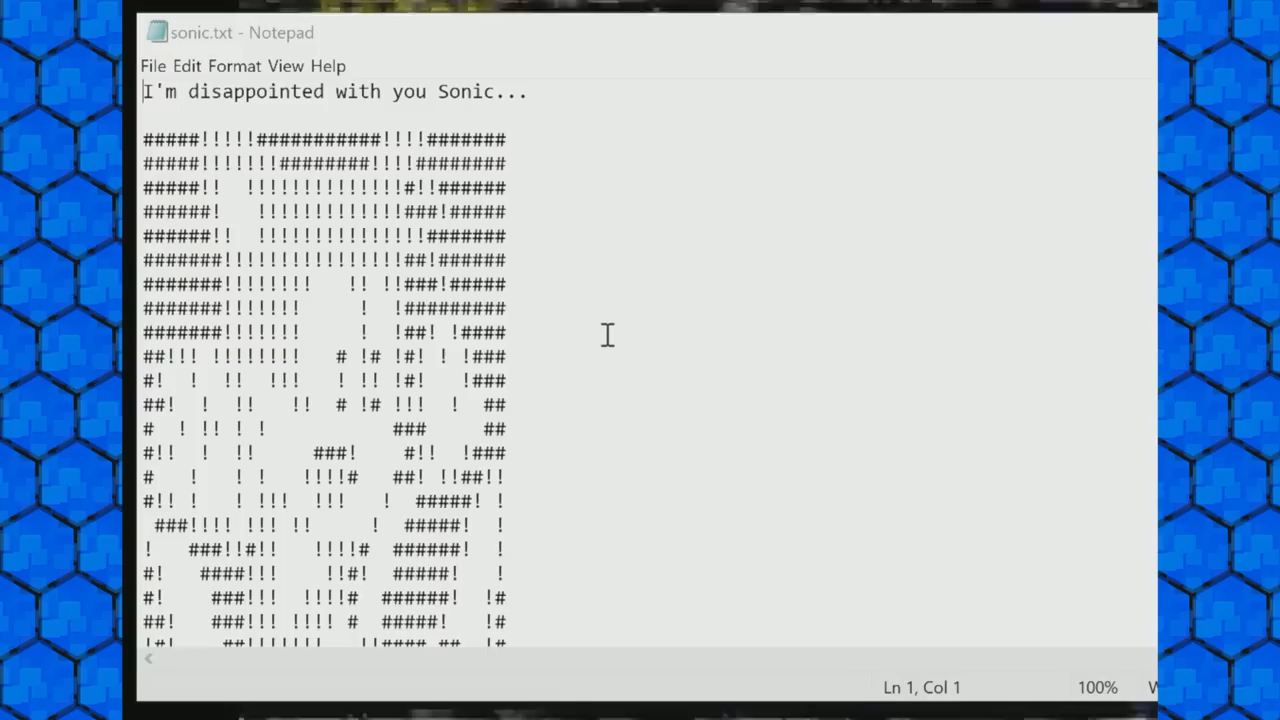 sonic.txt - Notepad
File Edit Format View Help
I'm disappointed with you Sonic...
#####!!!!!###########!!!!#######
#####!!!!!!!########!!!!########
#####!!  !!!!!!!!!!!!!!#!!######
######!   !!!!!!!!!!!!!###!#####
######!!  !!!!!!!!!!!!!!!#######
#######!!!!!!!!!!!!!!!!##!######
#######!!!!!!!!   !! !!###!#####
#######!!!!!!!     !  !#########
#######!!!!!!!     !  !##! !####
##!!! !!!!!!!!   # !# !#! ! !###
#!  !  !!  !!!   ! !! !#!   !###
##!  !  !!   !!  # !# !!!  !  ##
#  ! !! ! !           ###     ##
#!!  !  !!     ###!    #!!  !###
#   !   ! !   !!!!#   ##! !!##!!
#!! !   ! !!!  !!!   !  #####! !
 ###!!!! !!! !!     !  #####!  !
!   ###!!#!!   !!!!#  ######!  !
#!   ####!!!    !!#!  #####!   !
#!    ###!!!  !!!!#  ######!  !#
##!   ###!!! !!!! #  #####!   !#
!#!    ##!!!!!!!   !!#### ##  !#
Ln 1, Col 1
100%